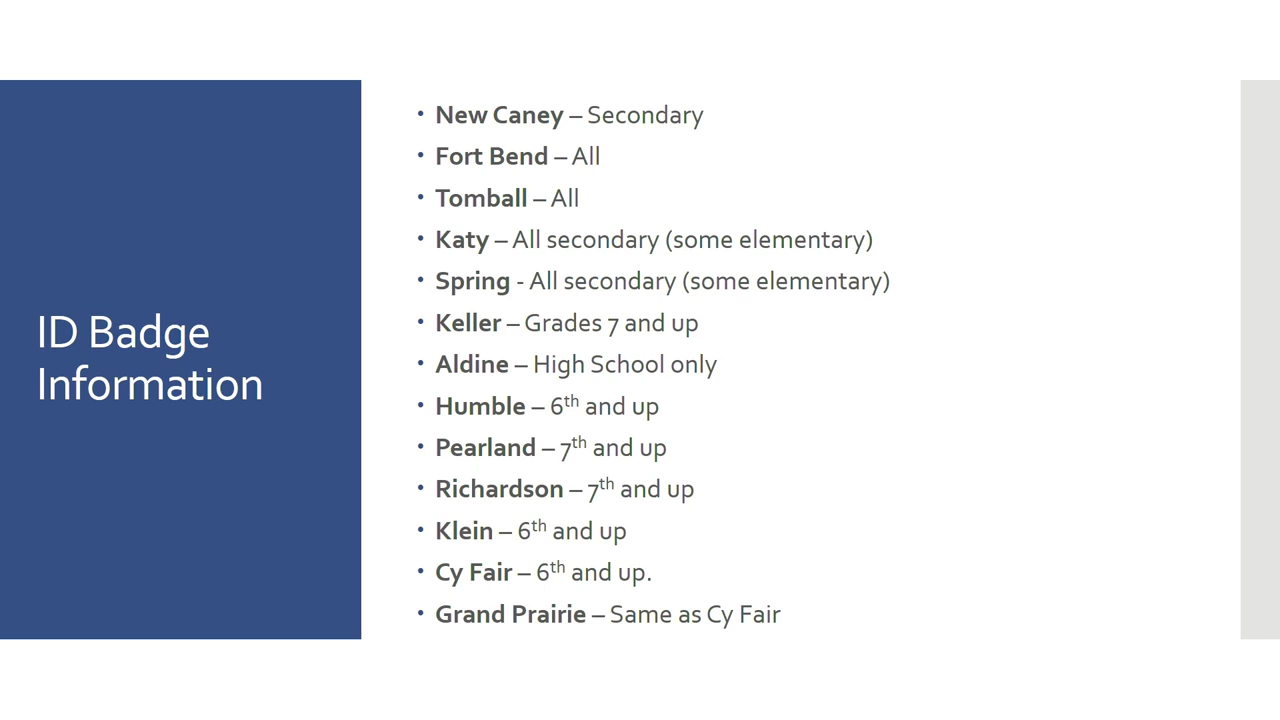 ID Badge
Information
• New Caney – Secondary
• Fort Bend – All
• Tomball – All
• Katy – All secondary (some elementary)
• Spring - All secondary (some elementary)
• Keller – Grades 7 and up
• Aldine – High School only
• Humble – 6th and up
• Pearland – 7th and up
• Richardson – 7th and up
• Klein – 6th and up
• Cy Fair – 6th and up.
• Grand Prairie – Same as Cy Fair